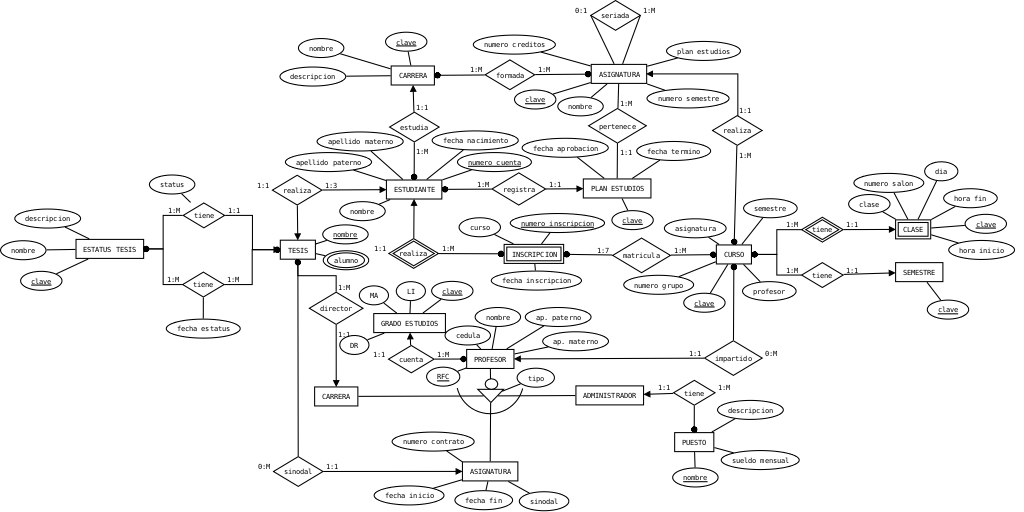 0:1
seriada
1:M
nombre
clave
numero creditos
plan estudios
descripcion
CARRERA
1:M
formada
1:M
ASIGNATURA
clave
nombre
numero semestre
1:1
1:M
1:1
estudia
pertenece
realiza
apellido materno
fecha nacimiento
1:M
fecha aprobacion
1:1
fecha termino
1:M
apellido paterno
numero cuenta
status
1:1
realiza
1:3
ESTUDIANTE
1:M
registra
1:1
PLAN ESTUDIOS
numero salon
dia
hora fin
clase
1:M
tiene
1:1
nombre
clave
semestre
descripcion
curso
numero inscripcion
asignatura
1:M
tiene
1:1
CLASE
clave
nombre
ESTATUS TESIS
TESIS
nombre
alumno
1:1
realiza
1:M
INSCRIPCION
1:7
matricula
1:M
CURSO
hora inicio
1:M
tiene
1:1
SEMESTRE
clave
1:M
tiene
1:M
fecha inscripcion
numero grupo
clave
profesor
clave
1:M
MA
LI
clave
director
fecha estatus
GRADO ESTUDIOS
nombre
ap. paterno
1:1
DR
cedula
ap. materno
1:1
cuenta
1:M
PROFESOR
1:1
impartido
0:M
RFC
tipo
CARRERA
ADMINISTRADOR
1:1
tiene
1:M
descripcion
numero contrato
PUESTO
sueldo mensual
0:M
sinodal
1:1
ASIGNATURA
nombre
fecha inicio
fecha fin
sinodal